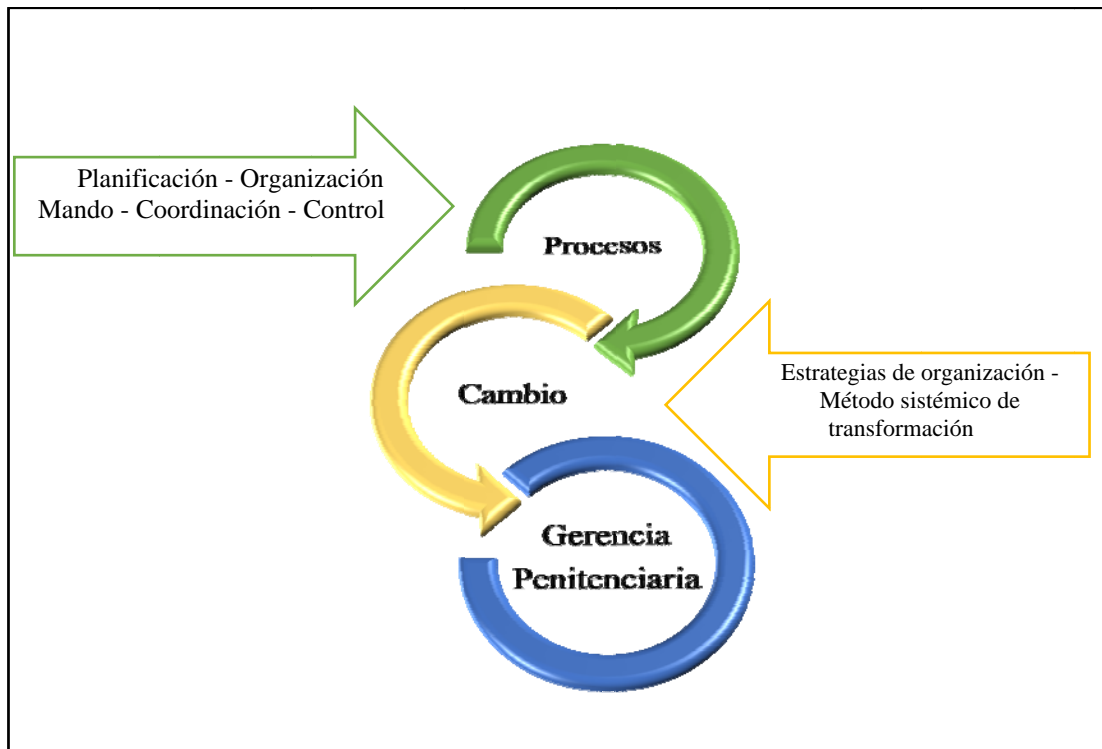 Planificación - Organización
Mando - Coordinación - Control
Procesos
Cambio
Estrategias de organización -
Método sistémico de
transformación
Gerencia
Penitenciaria